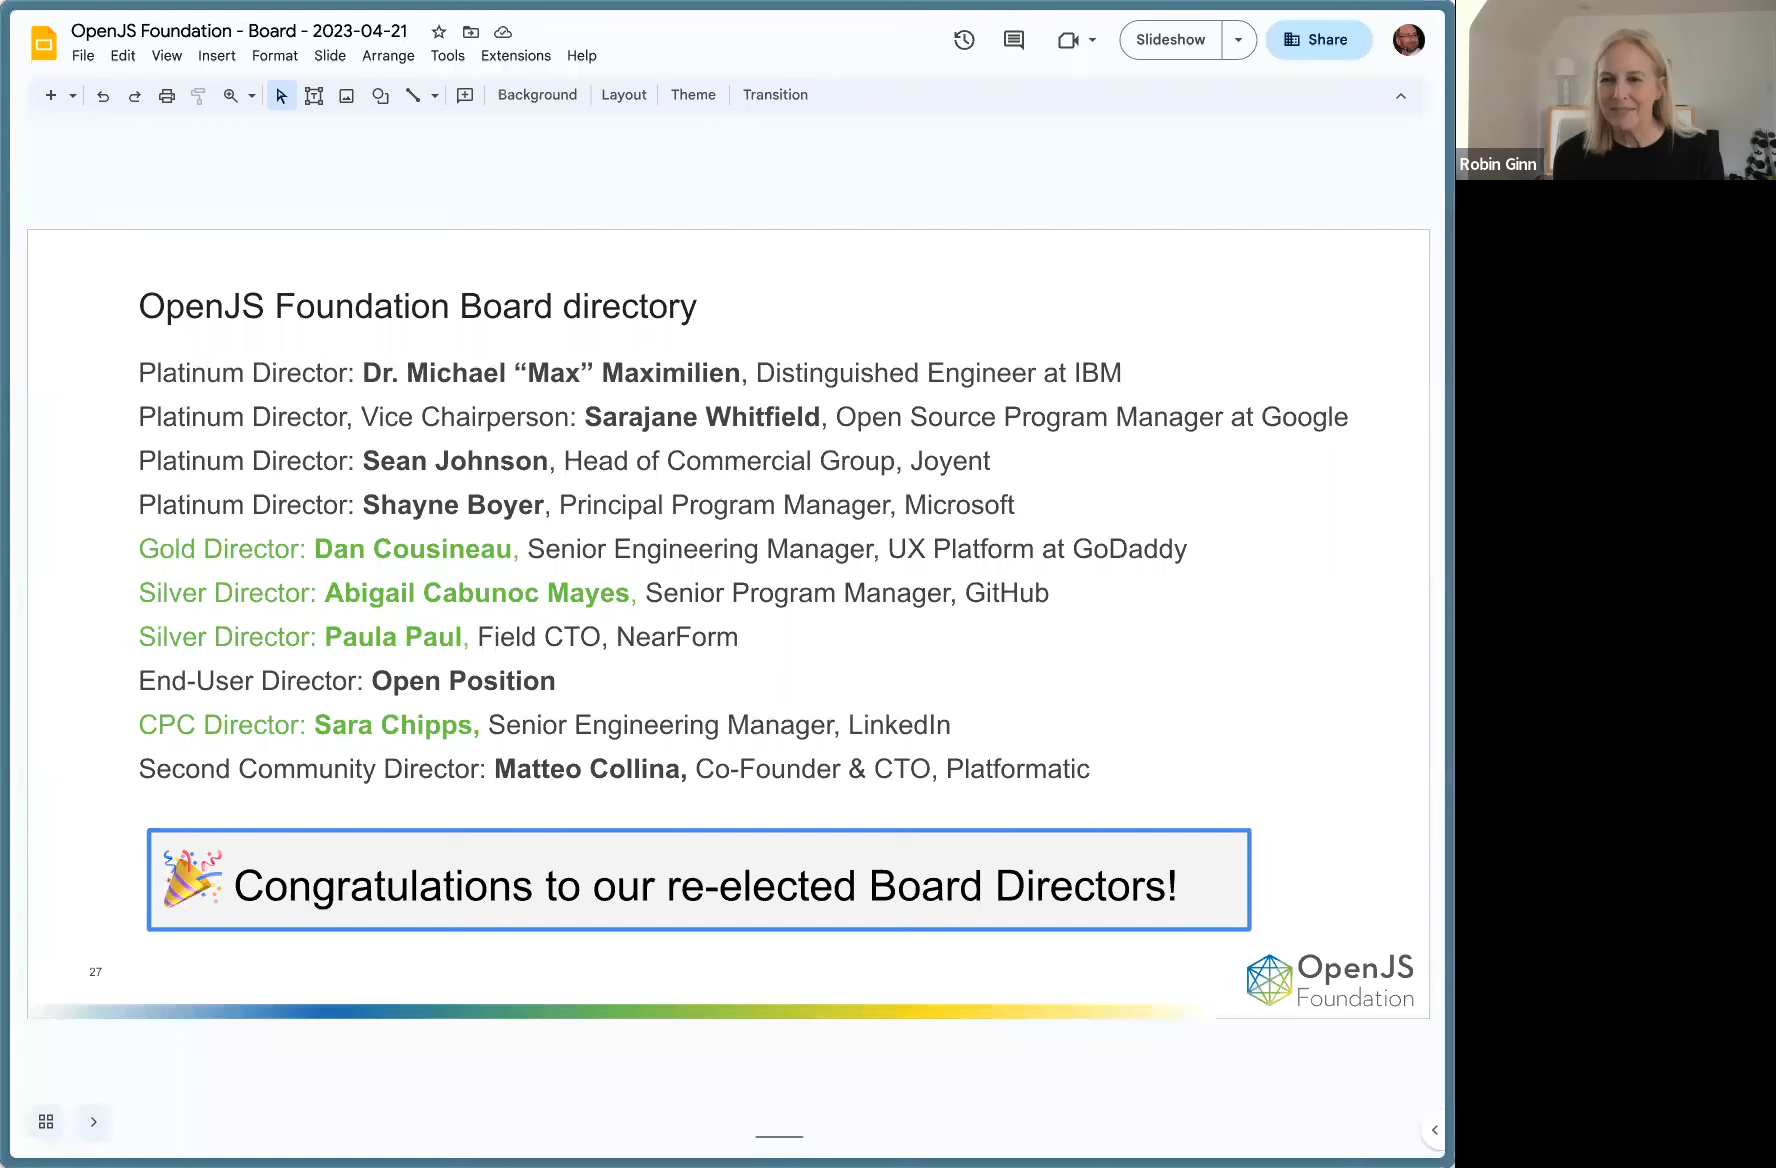 OpenJS Foundation - Board - 2023-04-21
File Edit View Insert Format Slide Arrange Tools Extensions Help
Slideshow
Share
Background Layout Theme Transition
Robin Ginn
OpenJS Foundation Board directory
Platinum Director: Dr. Michael “Max” Maximilien, Distinguished Engineer at IBM
Platinum Director, Vice Chairperson: Sarajane Whitfield, Open Source Program Manager at Google
Platinum Director: Sean Johnson, Head of Commercial Group, Joyent
Platinum Director: Shayne Boyer, Principal Program Manager, Microsoft
Gold Director: Dan Cousineau, Senior Engineering Manager, UX Platform at GoDaddy
Silver Director: Abigail Cabunoc Mayes, Senior Program Manager, GitHub
Silver Director: Paula Paul, Field CTO, NearForm
End-User Director: Open Position
CPC Director: Sara Chipps, Senior Engineering Manager, LinkedIn
Second Community Director: Matteo Collina, Co-Founder & CTO, Platformatic
🎉 Congratulations to our re-elected Board Directors!
27
OpenJS
Foundation